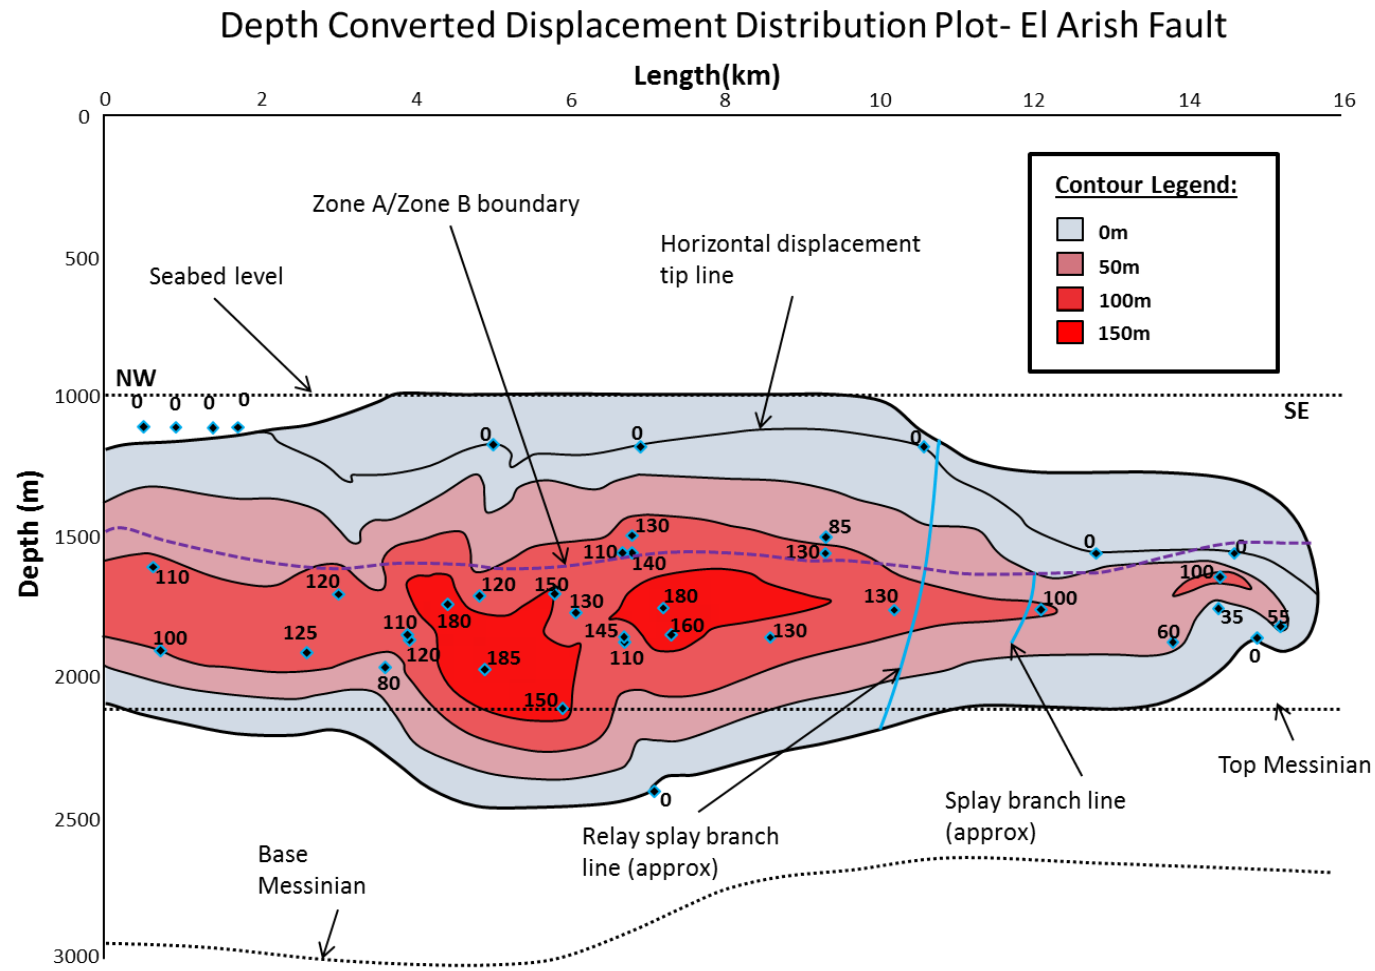 Depth Converted Displacement Distribution Plot- El Arish Fault
Length(km)
0 2 4 6 8 10 12 14 16
0
Contour Legend:
0m
50m
100m
150m
Zone A/Zone B boundary
Horizontal displacement
tip line
500
Seabed level
NW
1000
0 0 0 0
SE
0 0 0
Depth (m)
1500
130 85
110 140 130 0 0
110 120 120 150 130 180 130 100 100
180 110 145 160 130 35 55
100 125 120 185 110 60 0
2000
80
150
Top Messinian
0
2500
Splay branch line
(approx)
Relay splay branch
line (approx)
Base
Messinian
3000